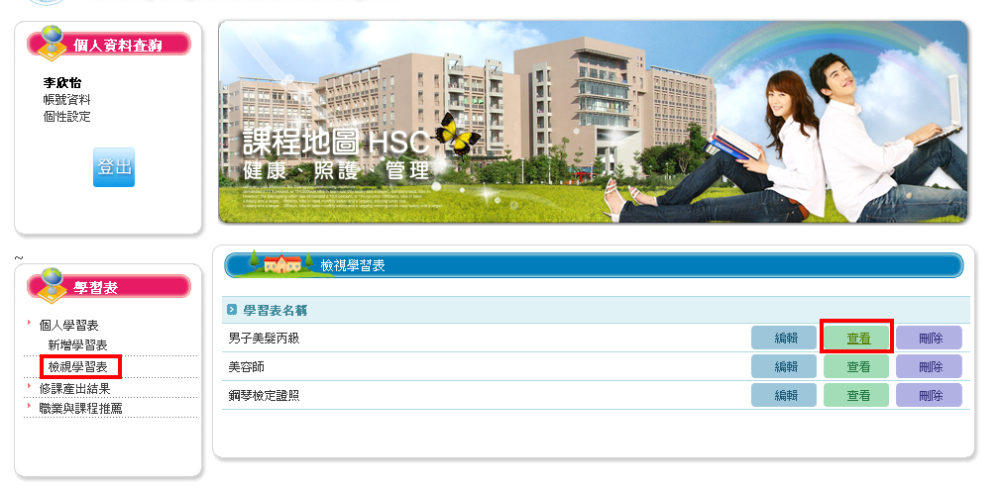 個人資料查詢
李欣怡
帳號資料
個性設定
登出
課程地圖 HSC
健康、照護、管理
~
學習表
個人學習表
新增學習表
檢視學習表
修課產出結果
職業與課程推薦
檢視學習表
學習表名稱
男子美髮丙級 編輯 查看 刪除
美容師 編輯 查看 刪除
鋼琴檢定證照 編輯 查看 刪除